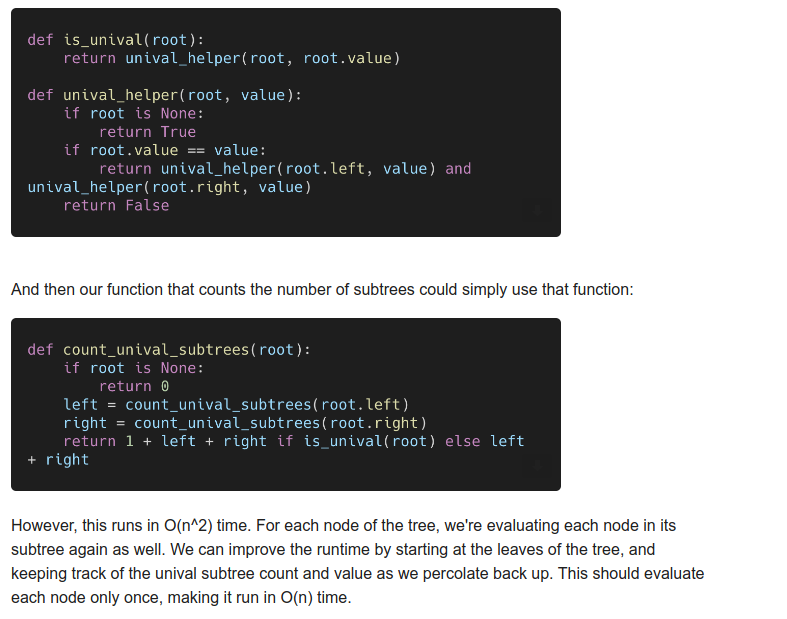 def is_unival(root):
    return unival_helper(root, root.value)

def unival_helper(root, value):
    if root is None:
        return True
    if root.value == value:
        return unival_helper(root.left, value) and
unival_helper(root.right, value)
    return False

And then our function that counts the number of subtrees could simply use that function:

def count_unival_subtrees(root):
    if root is None:
        return 0
    left = count_unival_subtrees(root.left)
    right = count_unival_subtrees(root.right)
    return 1 + left + right if is_unival(root) else left
+ right

However, this runs in O(n^2) time. For each node of the tree, we're evaluating each node in its
subtree again as well. We can improve the runtime by starting at the leaves of the tree, and
keeping track of the unival subtree count and value as we percolate back up. This should evaluate
each node only once, making it run in O(n) time.